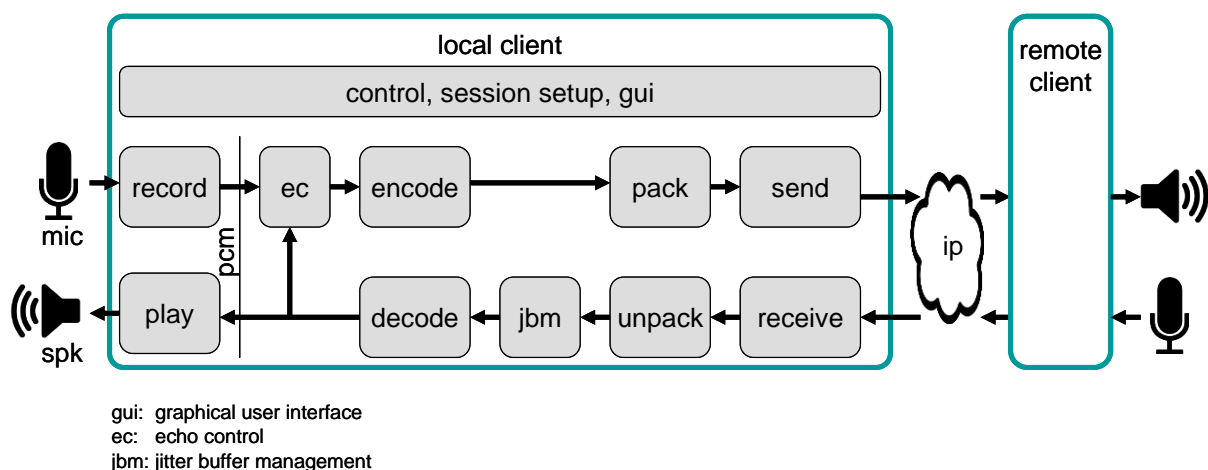 local client
remote
client
control, session setup, gui
record
ec
encode
pack
send
mic
pcm
ip
play
decode
jbm
unpack
receive
spk
gui: graphical user interface
ec: echo control
jbm: jitter buffer management